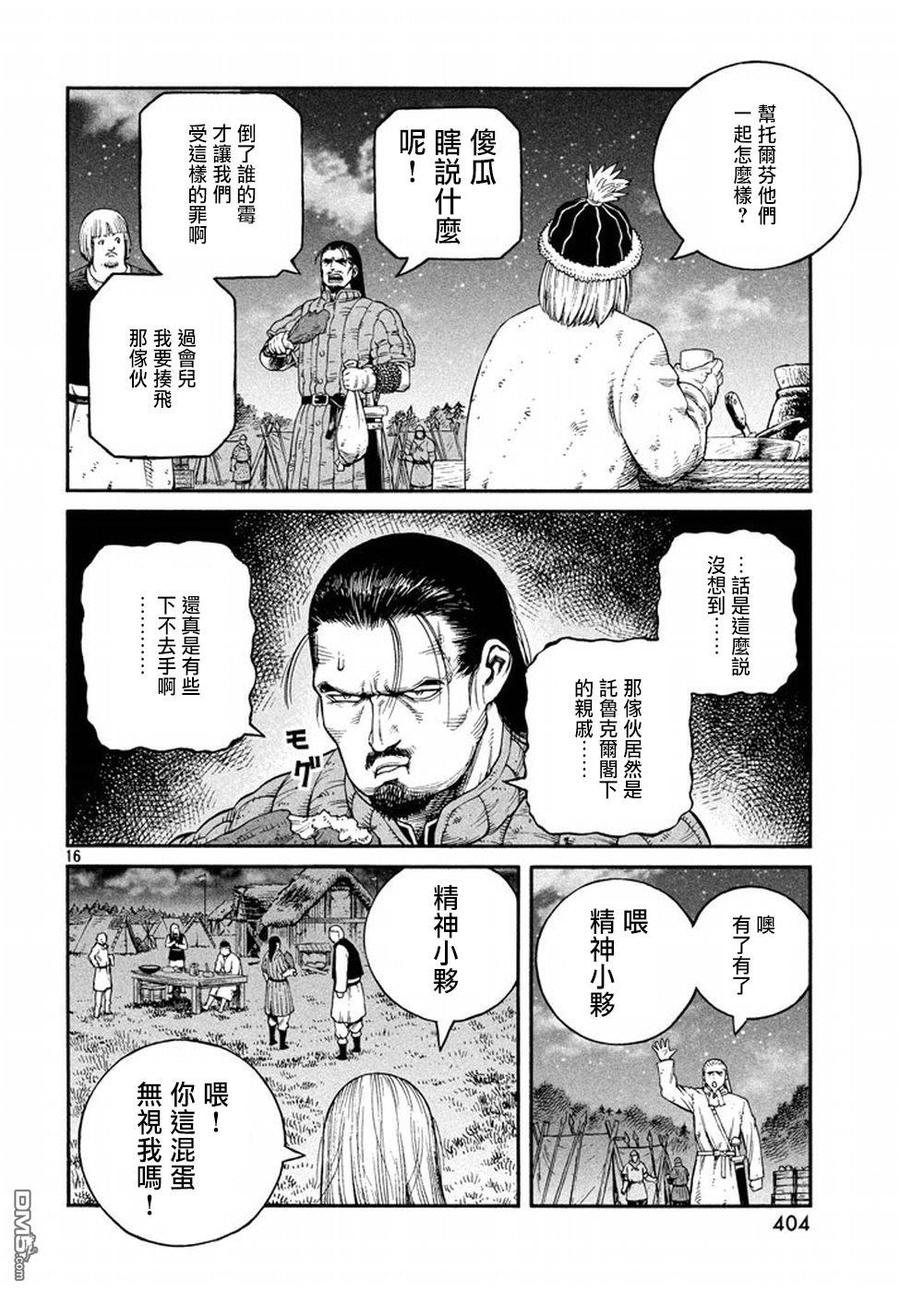 幫托爾芬他們
一起怎麼樣?
傻瓜
瞎説什麼
呢!
倒了誰的霉
才讓我們
受這樣的罪啊
過會兒
我要揍飛
那傢伙
…話是這麼説
沒想到……
那傢伙居然是
託魯克爾閣下
的親戚……
還真是有些
下不去手啊
…………
モグ
16
噢
有了有了
喂
精神小夥
精神小夥
喂!
你這混蛋
無視我嗎!
404
DM5.com